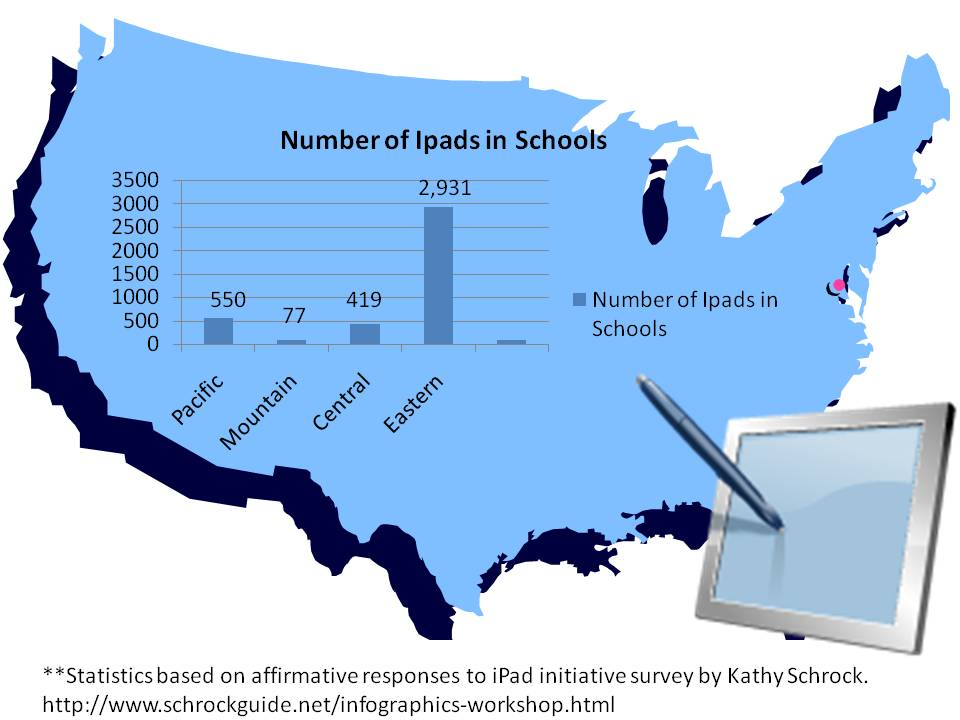 Number of Ipads in Schools
3500
3000
2500
2000
1500
1000
500
0
550
77
419
2,931
Pacific
Mountain
Central
Eastern
Number of Ipads in
Schools
**Statistics based on affirmative responses to iPad initiative survey by Kathy Schrock.
http://www.schrockguide.net/infographics-workshop.html